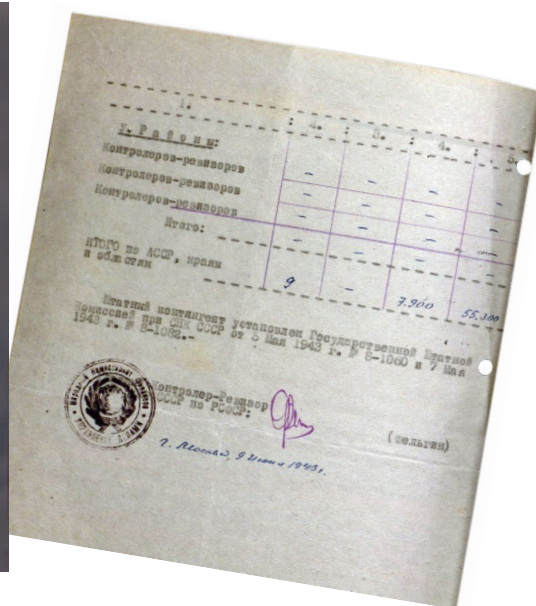 1. : 2. : 3. : 4. : 5.
У. Районы:
Контролеров-ревизоров - - - -
Контролеров-ревизоров - - - -
Контролеров-ревизоров - - - -
Итого: - - - -
ИТОГО по АССР, краям
и областям 9 - 7.900 55,300
Штатный контингент установлен Государственной Штатной
Комиссией при СНК СССР от 3 Мая 1943 г. № 8-1060 и 7 Мая
1943 г. № 8-1082.-
Контролер-Ревизор
СССР по РСФСР:
(Фельгин)
г. Москва, 9 Июня 1943 г.